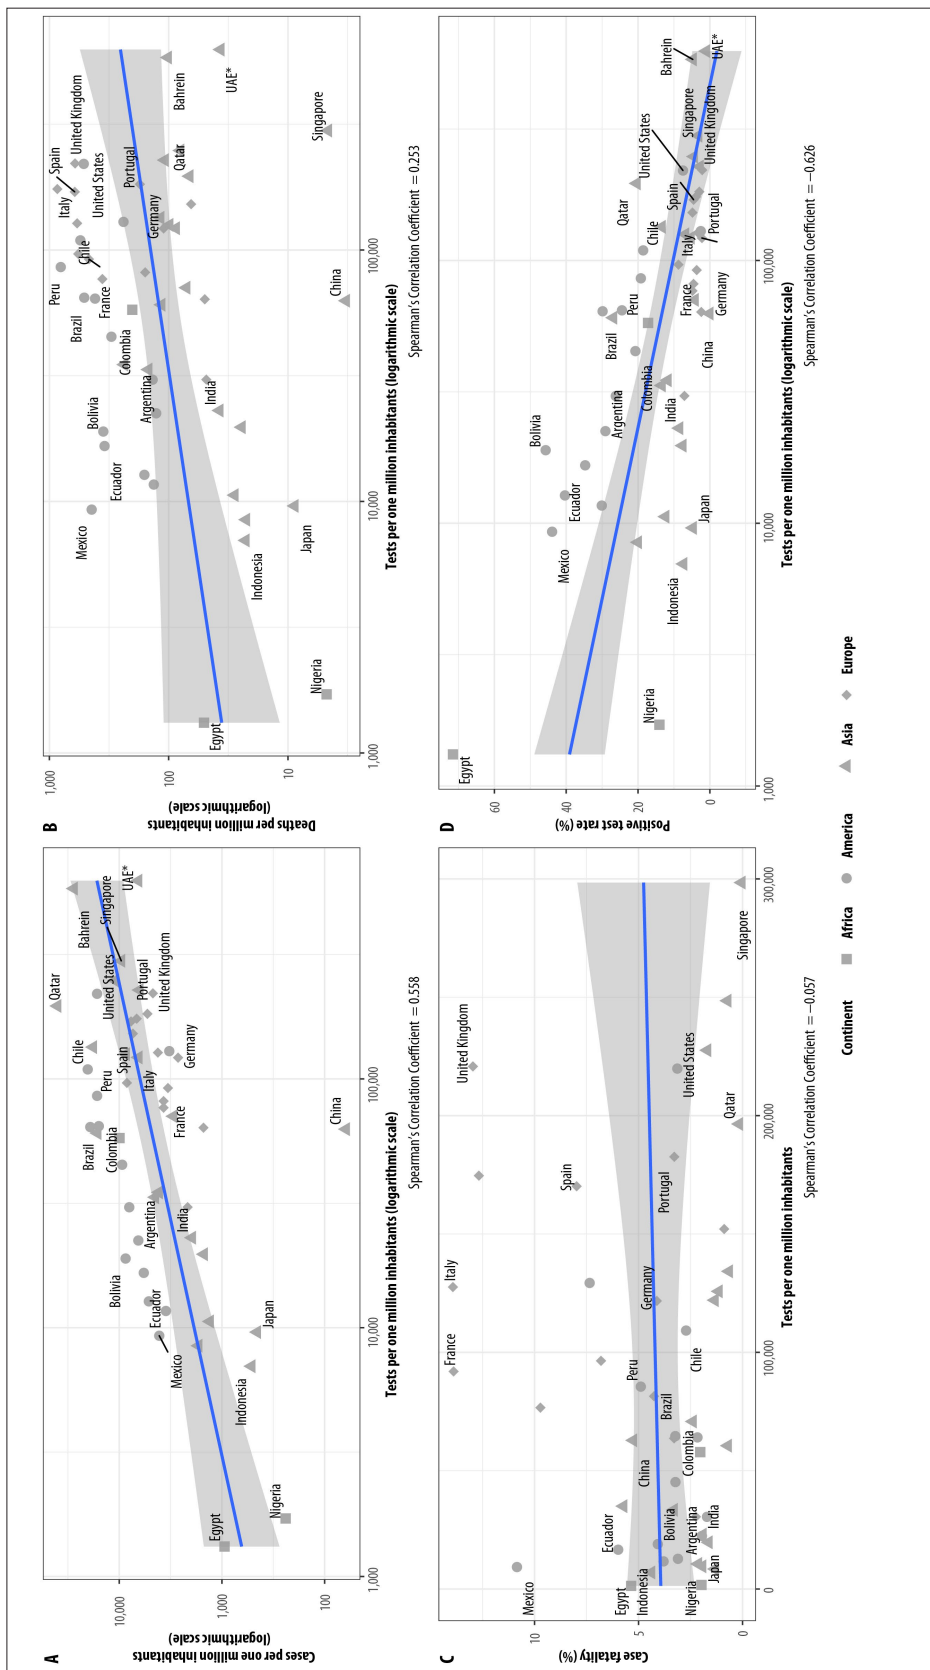 A
Cases per one million inhabitants
(logarithmic scale)
10,000
1,000
100
Qatar
Bahrain
Singapore
UAE*
United States
Portugal
United Kingdom
Chile
Spain
Peru
Italy
Germany
Brazil
Colombia
France
China
Argentina
India
Bolivia
Ecuador
Mexico
Japan
Indonesia
Egypt
Nigeria
1,000
10,000
100,000
Tests per one million inhabitants (logarithmic scale)
Spearman's Correlation Coefficient = 0.558
B
Deaths per million inhabitants
(logarithmic scale)
1,000
100
10
Spain
United Kingdom
Italy
United States
Portugal
Bahrain
UAE*
Qatar
Singapore
Chile
Germany
Peru
France
Brazil
China
Colombia
Bolivia
Argentina
India
Ecuador
Mexico
Japan
Indonesia
Egypt
Nigeria
1,000
10,000
100,000
Tests per one million inhabitants (logarithmic scale)
Spearman's Correlation Coefficient = 0.253
C
Case fatality (%)
10
5
0
United Kingdom
Spain
Italy
France
Mexico
Ecuador
Egypt
Indonesia
Nigeria
China
Bolivia
Argentina
Japan
India
Colombia
Brazil
Peru
Chile
Germany
Portugal
United States
Qatar
Singapore
0
100,000
200,000
300,000
Tests per one million inhabitants
Spearman's Correlation Coefficient = −0.057
D
Positive test rate (%)
60
40
20
0
Egypt
Nigeria
Mexico
Ecuador
Bolivia
Indonesia
Japan
India
Argentina
Colombia
Brazil
Peru
China
France
Germany
Chile
Italy
Portugal
Qatar
Spain
United States
Singapore
United Kingdom
Bahrain
UAE*
1,000
10,000
100,000
Tests per one million inhabitants (logarithmic scale)
Spearman's Correlation Coefficient = −0.626
Continent
Africa
America
Asia
Europe